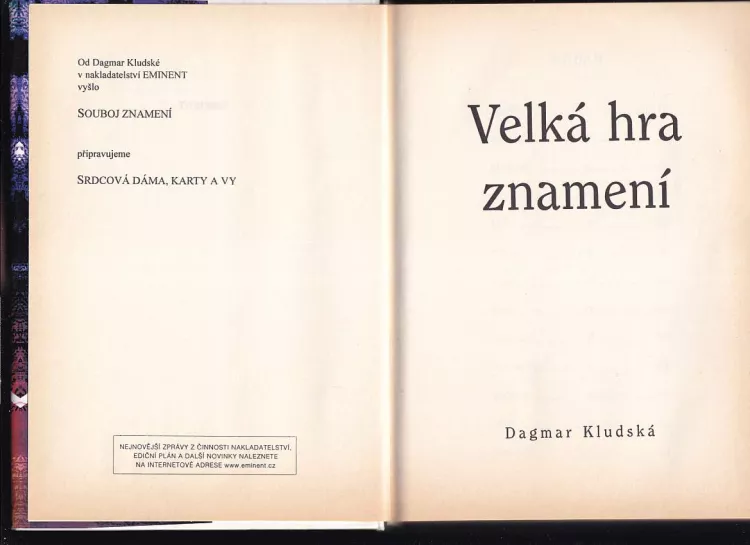 Od Dagmar Kludské
v nakladatelství EMINENT
vyšlo
SOUBOJ ZNAMENÍ
připravujeme
SRDCOVÁ DÁMA, KARTY A VY
NEJNOVĚJŠÍ ZPRÁVY Z ČINNOSTI NAKLADATELSTVÍ,
EDIČNÍ PLÁN A DALŠÍ NOVINKY NALEZNETE
NA INTERNETOVÉ ADRESE www.eminent.cz
Velká hra
znamení
Dagmar Kludská